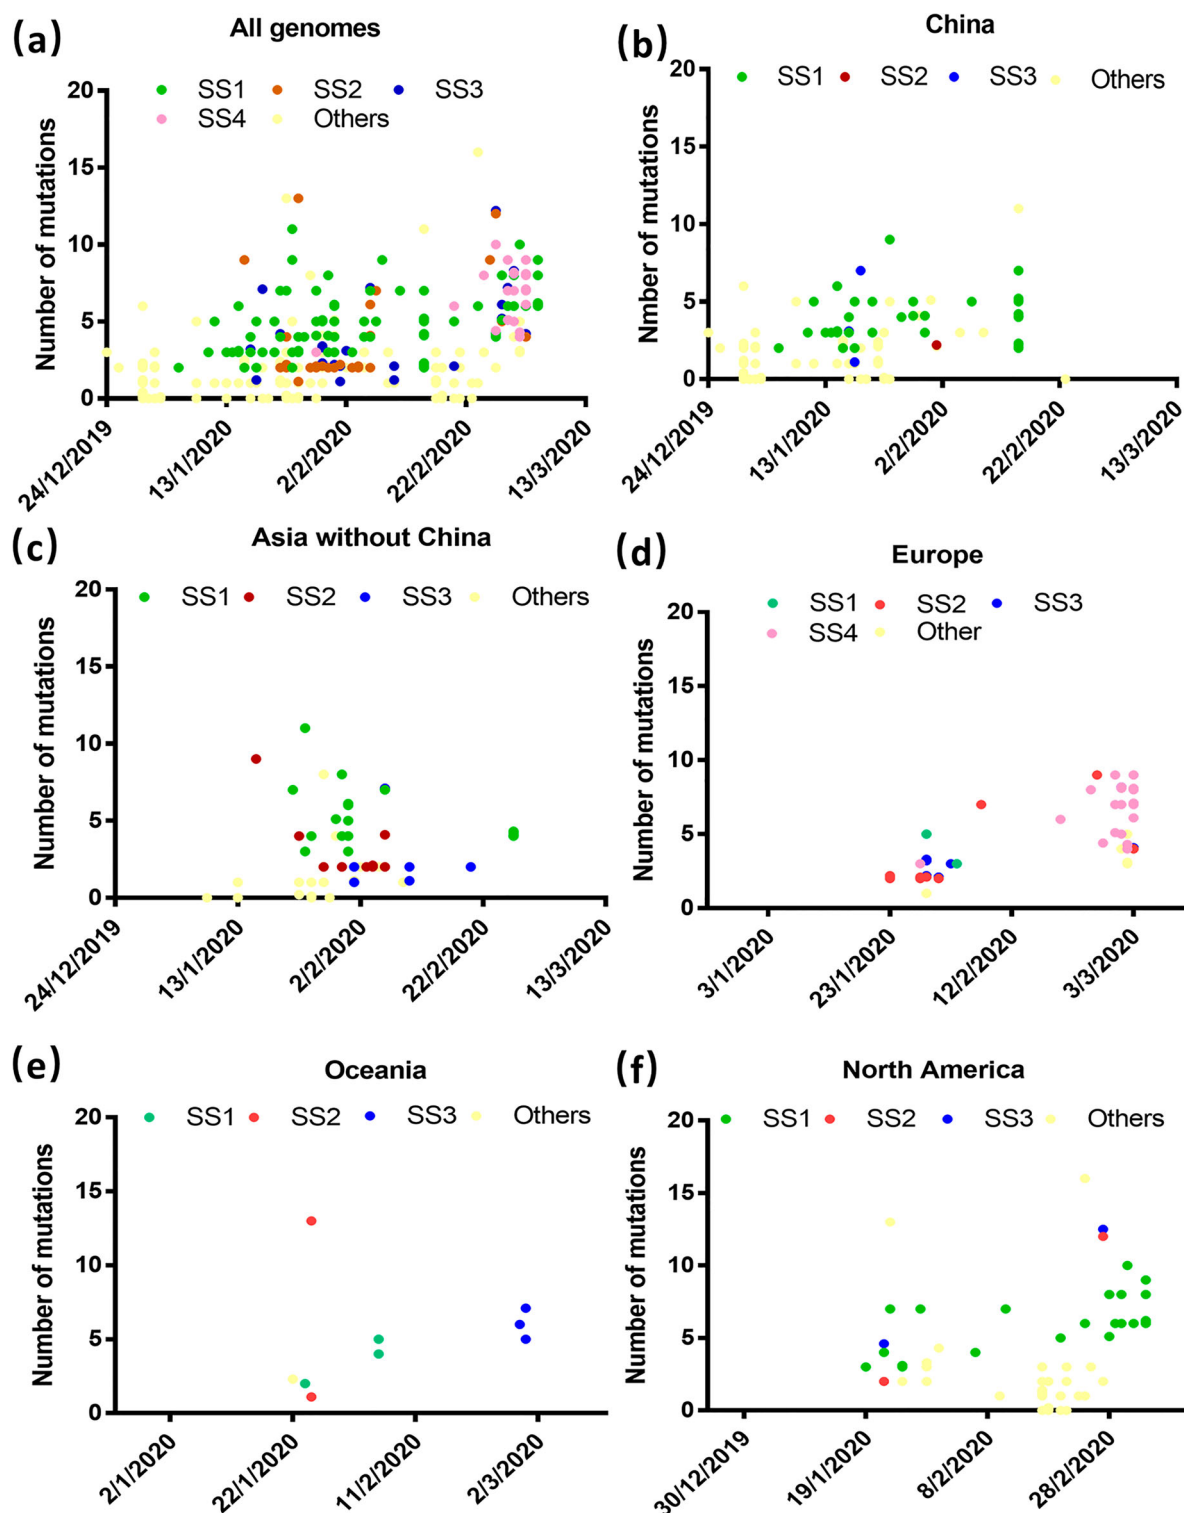 (a)
All genomes
SS1 SS2 SS3
SS4 Others
Number of mutations
20
15
10
5
0
24/12/2019
13/1/2020
2/2/2020
22/2/2020
13/3/2020
(b)
China
SS1 SS2 SS3 Others
Nmber of mutations
20
15
10
5
0
24/12/2019
13/1/2020
2/2/2020
22/2/2020
13/3/2020
(c)
Asia without China
SS1 SS2 SS3 Others
Number of mutations
20
15
10
5
0
24/12/2019
13/1/2020
2/2/2020
22/2/2020
13/3/2020
(d)
Europe
SS1 SS2 SS3
SS4 Other
Number of mutations
20
15
10
5
0
3/1/2020
23/1/2020
12/2/2020
3/3/2020
(e)
Oceania
SS1 SS2 SS3 Others
Number of mutations
20
15
10
5
0
2/1/2020
22/1/2020
11/2/2020
2/3/2020
(f)
North America
SS1 SS2 SS3 Others
Number of mutations
20
15
10
5
0
30/12/2019
19/1/2020
8/2/2020
28/2/2020